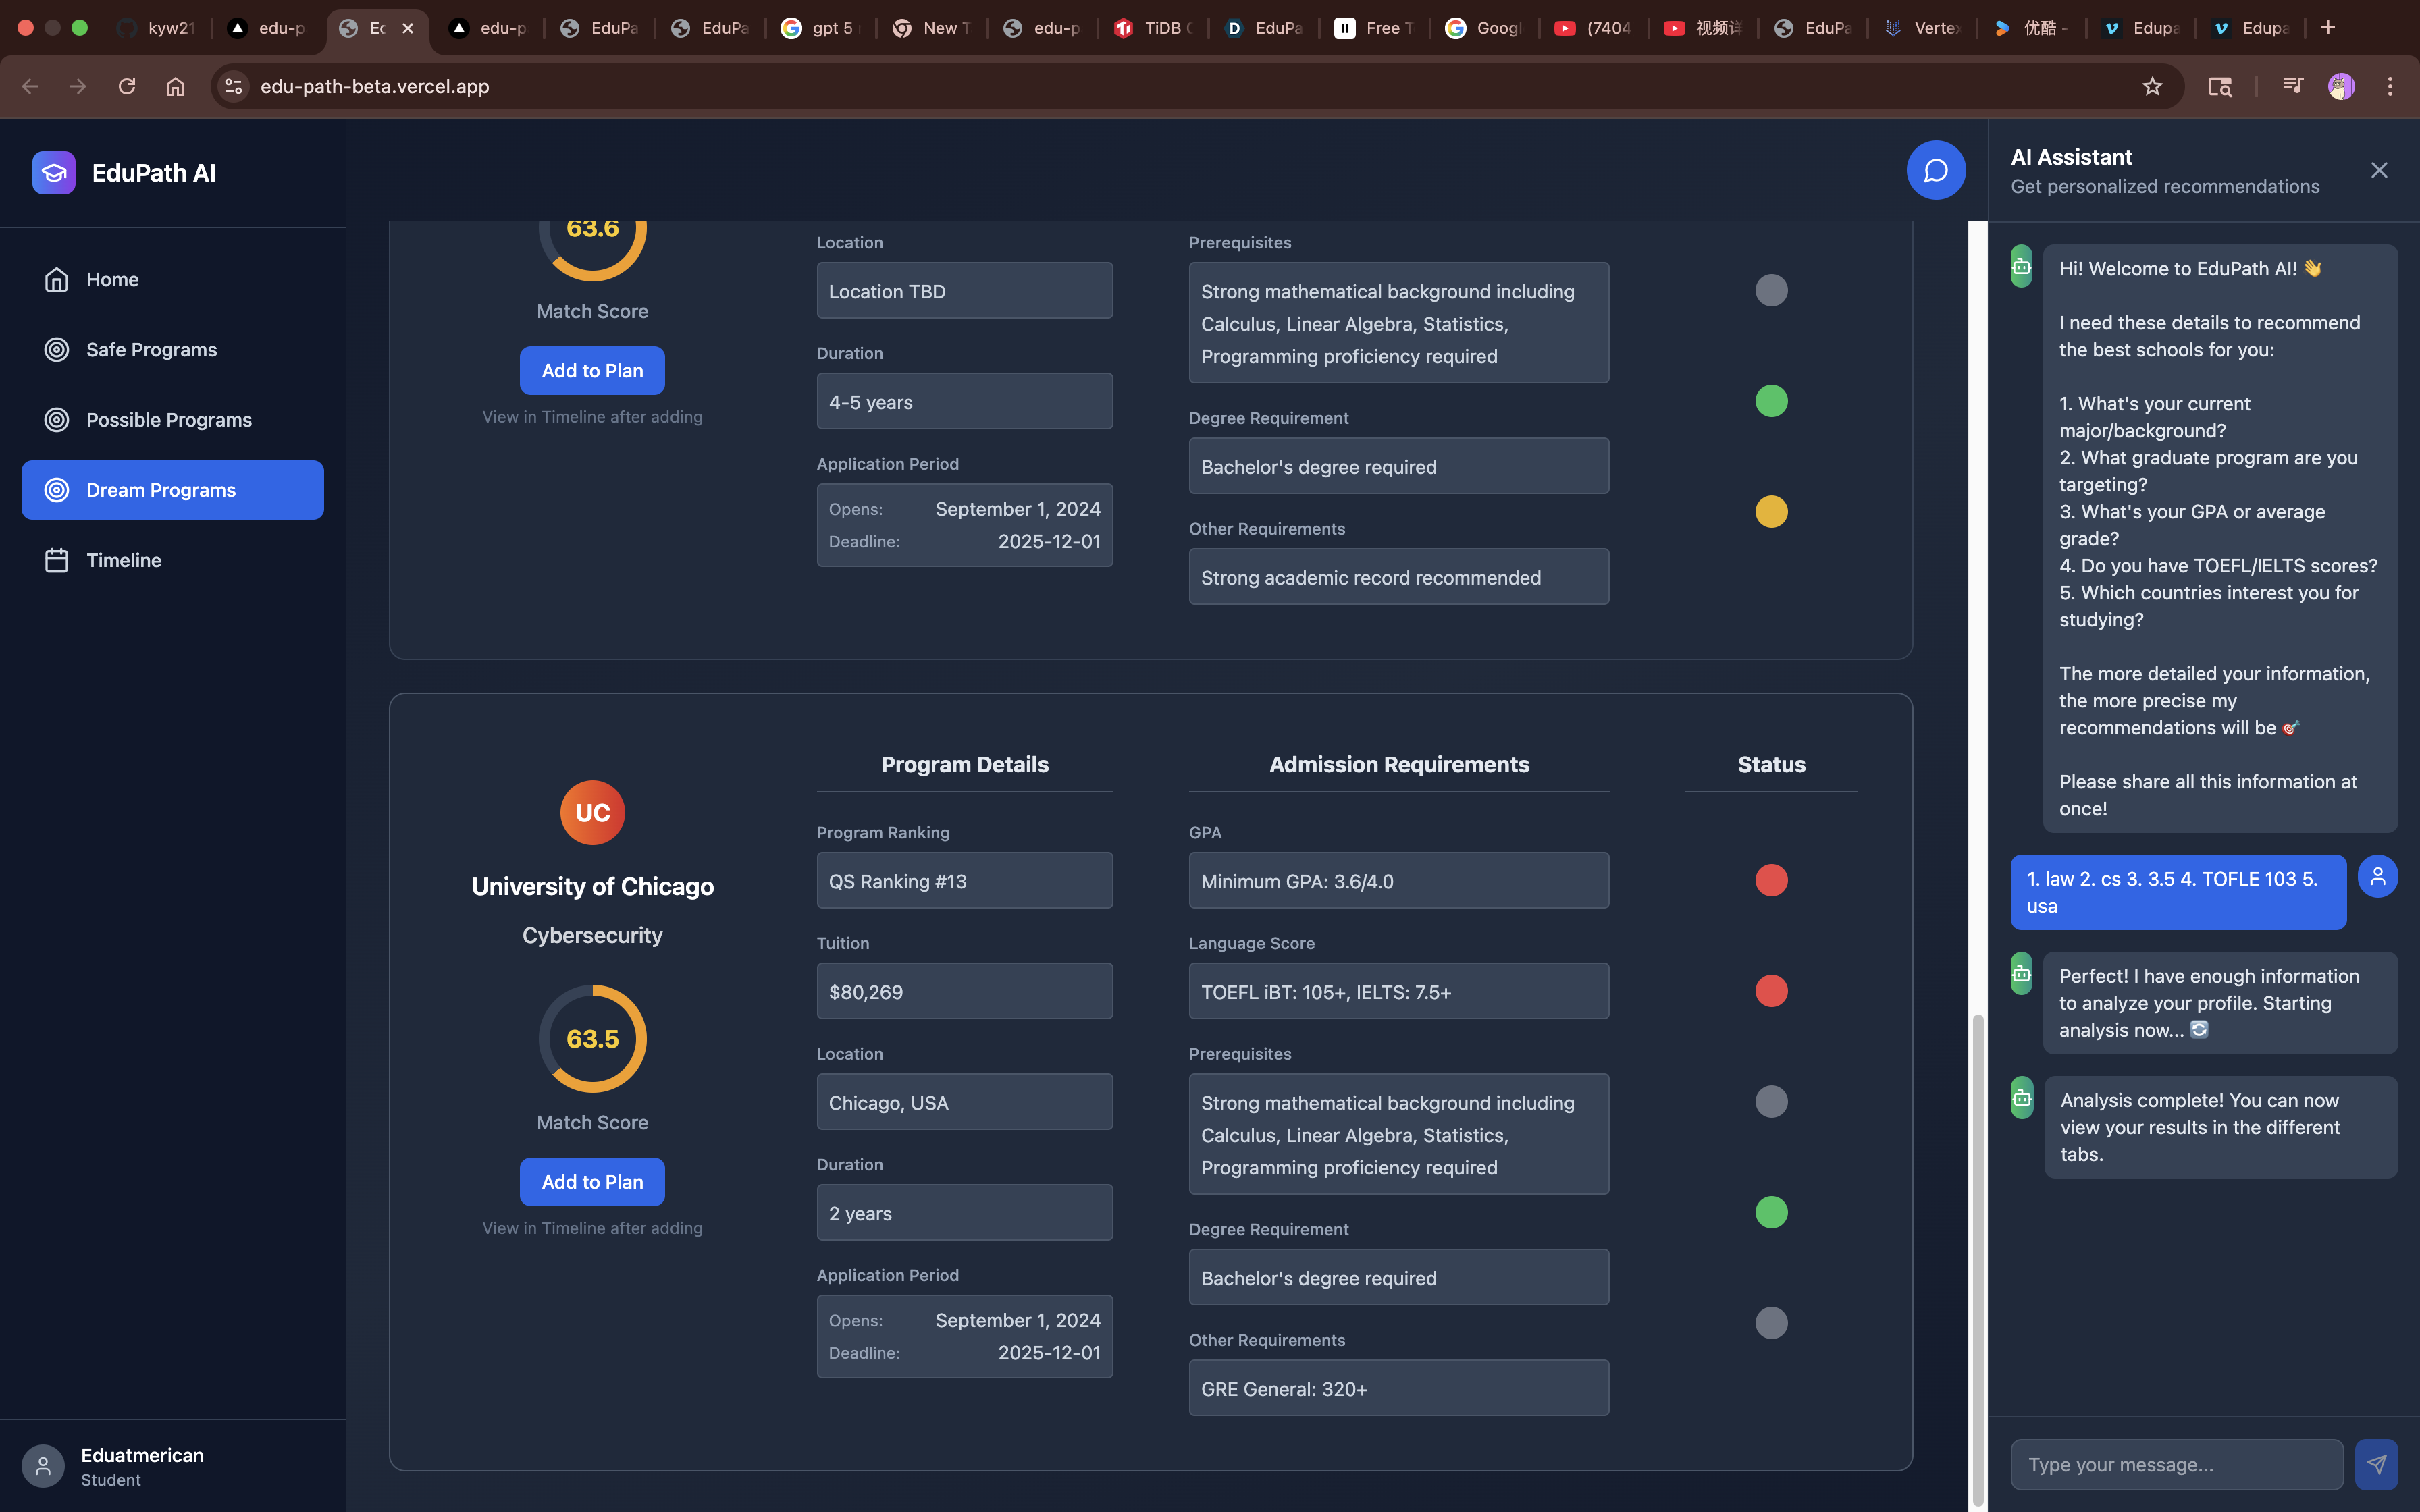 kyw21
edu-p
Ec
edu-p
EduPa
EduPa
gpt 5
New T
edu-p
TiDB C
EduPa
Free T
Googl
(7404
视频详
EduPa
Vertex
优酷 -
Edupa
Edupa
edu-path-beta.vercel.app
EduPath AI
Home
Safe Programs
Possible Programs
Dream Programs
Timeline
Eduatmerican
Student
63.6
Match Score
Add to Plan
View in Timeline after adding
Location
Location TBD
Duration
4-5 years
Application Period
Opens: September 1, 2024
Deadline: 2025-12-01
Prerequisites
Strong mathematical background including
Calculus, Linear Algebra, Statistics,
Programming proficiency required
Degree Requirement
Bachelor's degree required
Other Requirements
Strong academic record recommended
UC
University of Chicago
Cybersecurity
63.5
Match Score
Add to Plan
View in Timeline after adding
Program Details
Program Ranking
QS Ranking #13
Tuition
$80,269
Location
Chicago, USA
Duration
2 years
Application Period
Opens: September 1, 2024
Deadline: 2025-12-01
Admission Requirements
GPA
Minimum GPA: 3.6/4.0
Language Score
TOEFL iBT: 105+, IELTS: 7.5+
Prerequisites
Strong mathematical background including
Calculus, Linear Algebra, Statistics,
Programming proficiency required
Degree Requirement
Bachelor's degree required
Other Requirements
GRE General: 320+
Status
AI Assistant
Get personalized recommendations
Hi! Welcome to EduPath AI! 👋
I need these details to recommend
the best schools for you:
1. What's your current
major/background?
2. What graduate program are you
targeting?
3. What's your GPA or average
grade?
4. Do you have TOEFL/IELTS scores?
5. Which countries interest you for
studying?
The more detailed your information,
the more precise my
recommendations will be 🎯
Please share all this information at
once!
1. law 2. cs 3. 3.5 4. TOFLE 103 5.
usa
Perfect! I have enough information
to analyze your profile. Starting
analysis now... 🔄
Analysis complete! You can now
view your results in the different
tabs.
Type your message...